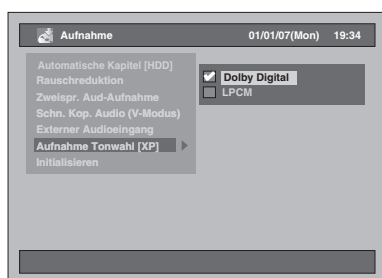 Aufnahme 01/01/07(Mon) 19:34
Automatische Kapitel [HDD]
Rauschreduktion
Zweispr. Aud-Aufnahme
Schn. Kop. Audio (V-Modus)
Externer Audioeingang
Aufnahme Tonwahl [XP]
Initialisieren
Dolby Digital
LPCM